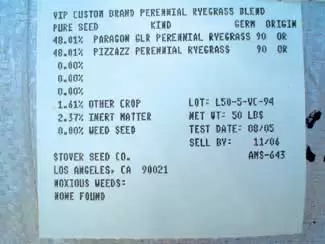 VIP CUSTOM BRAND PERENNIAL RYEGRASS BLEND
PURE SEED KIND GERM ORIGIN
48.01% PARAGON GLR PERENNIAL RYEGRASS 90 OR
48.01% PIZZAZZ PERENNIAL RYEGRASS 90 OR
0.00%
0.00%
0.00%
1.61% OTHER CROP LOT: L50-5-VC-94
2.37% INERT MATTER NET WT: 50 LBS
0.00% WEED SEED TEST DATE: 08/05
SELL BY: 11/06
STOVER SEED CO. AMS-643
LOS ANGELES, CA 90021
NOXIOUS WEEDS:
NONE FOUND